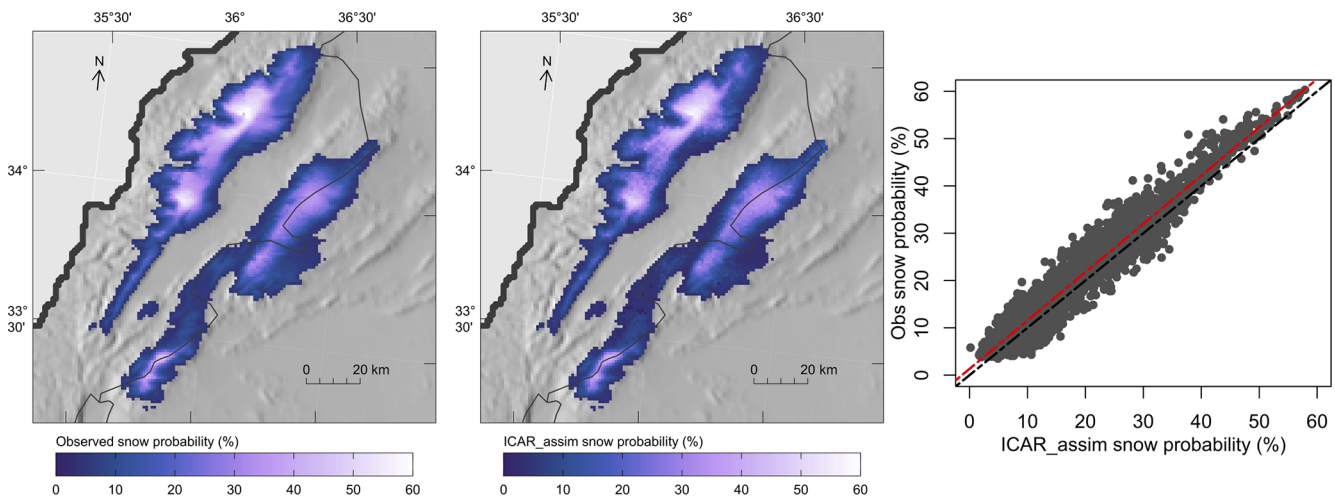 35°30' 36° 36°30'
N
34°
33°
30'
0 20 km
Observed snow probability (%)
0 10 20 30 40 50 60
35°30' 36° 36°30'
N
34°
33°
30'
0 20 km
ICAR_assim snow probability (%)
0 10 20 30 40 50 60
Obs snow probability (%)
60
50
40
30
20
10
0
0 10 20 30 40 50 60
ICAR_assim snow probability (%)